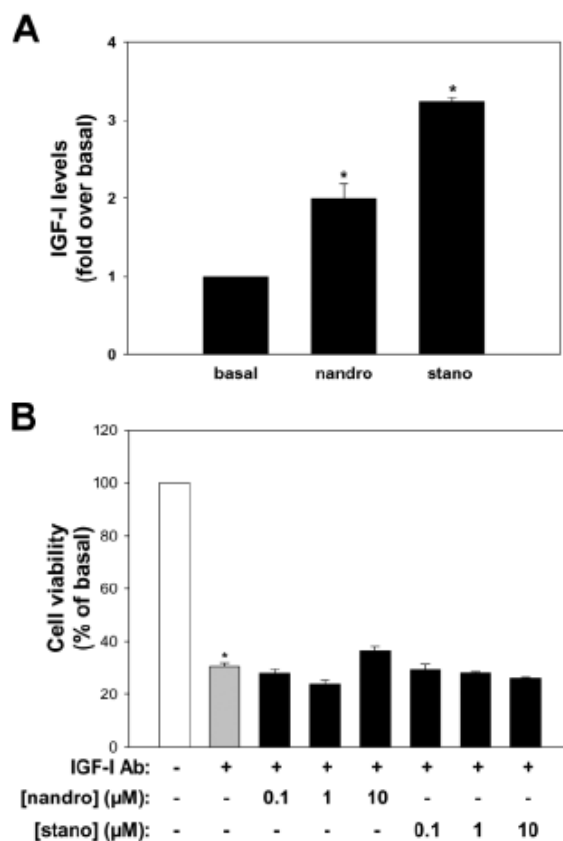 A
IGF-I levels
(fold over basal)
4
3
2
1
0
*
*
basal nandro stano
B
Cell viability
(% of basal)
120
100
80
60
40
20
0
*
IGF-I Ab: - + + + + + + +
[nandro] (µM): - - 0.1 1 10 - - -
[stano] (µM): - - - - - 0.1 1 10